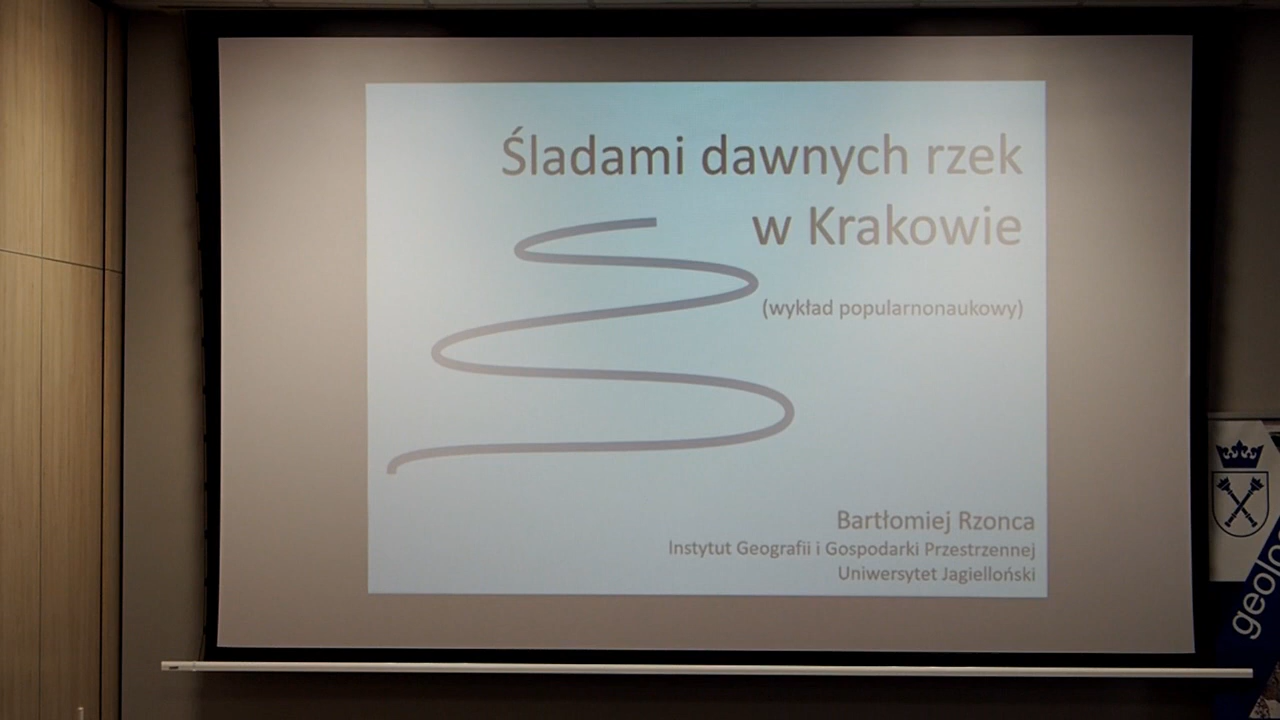 Śladami dawnych rzek
w Krakowie
(wykład popularnonaukowy)
Bartłomiej Rzonca
Instytut Geografii i Gospodarki Przestrzennej
Uniwersytet Jagielloński